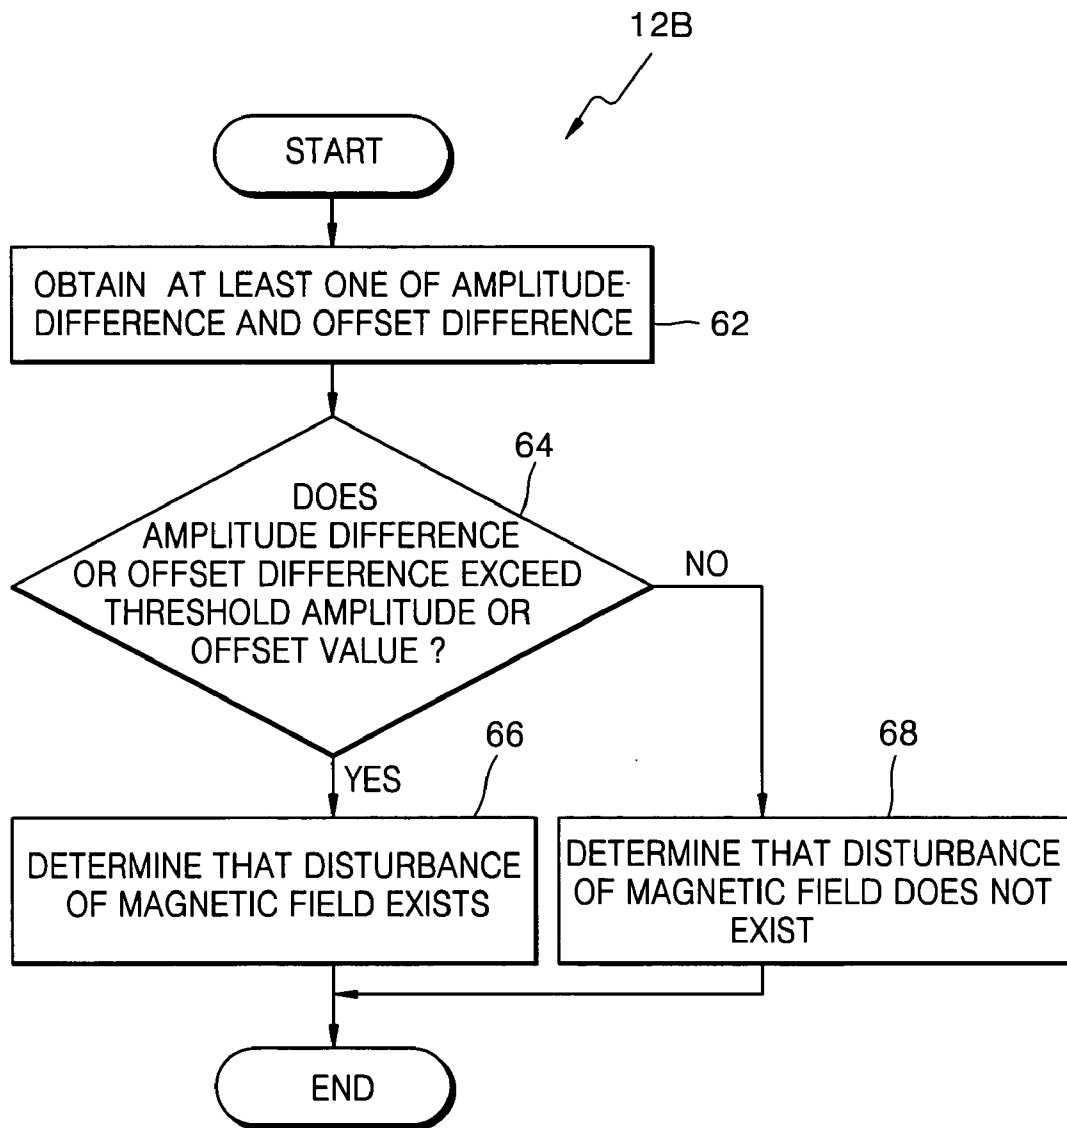 12B
START
OBTAIN AT LEAST ONE OF AMPLITUDE
DIFFERENCE AND OFFSET DIFFERENCE
62
64
DOES
AMPLITUDE DIFFERENCE
OR OFFSET DIFFERENCE EXCEED
THRESHOLD AMPLITUDE OR
OFFSET VALUE ?
NO
YES
66
68
DETERMINE THAT DISTURBANCE
OF MAGNETIC FIELD EXISTS
DETERMINE THAT DISTURBANCE
OF MAGNETIC FIELD DOES NOT
EXIST
END